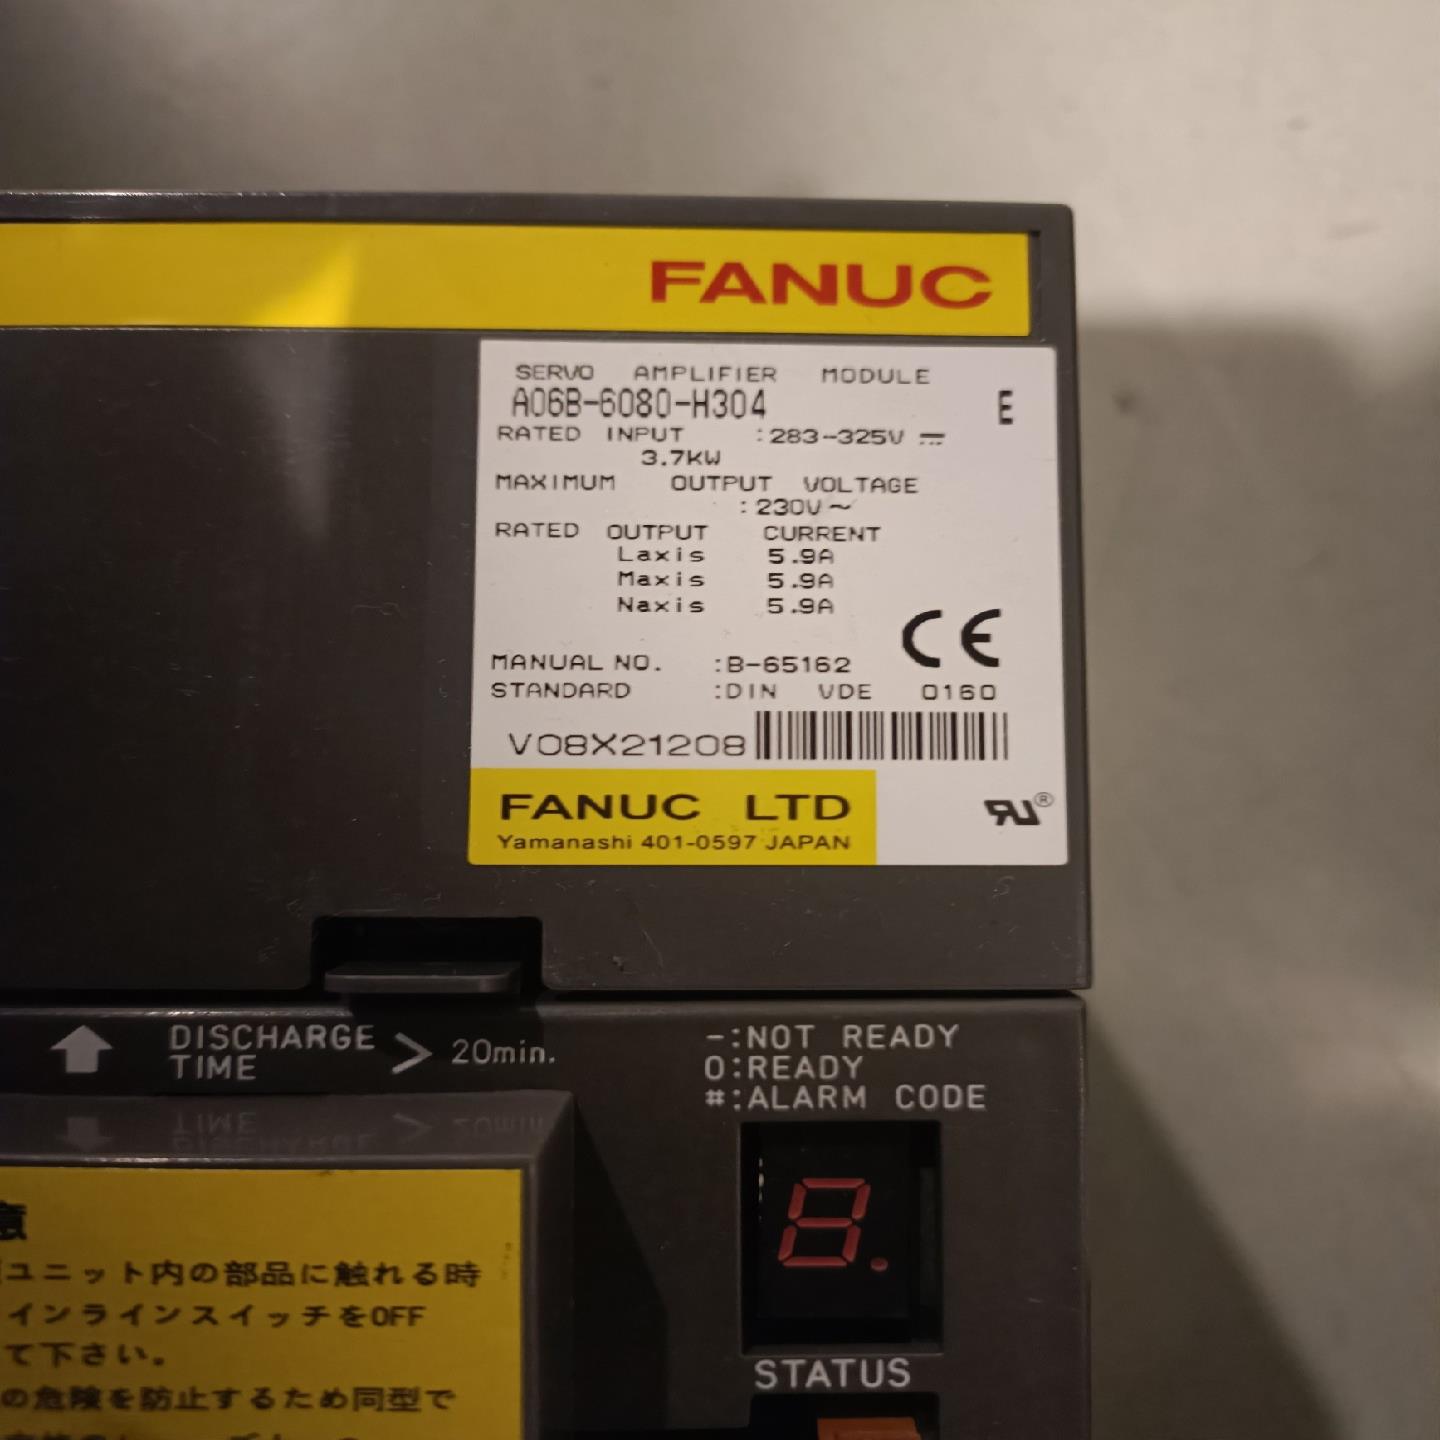 FANUC
SERVO AMPLIFIER MODULE
A06B-6080-H304 E
RATED INPUT :283-325V ⎓
3.7KW
MAXIMUM OUTPUT VOLTAGE
:230V～
RATED OUTPUT CURRENT
Laxis 5.9A
Maxis 5.9A
Naxis 5.9A
CE
MANUAL NO. :B-65162
STANDARD :DIN VDE 0160
V08X21208
FANUC LTD
Yamanashi 401-0597 JAPAN
RU®
DISCHARGE TIME > 20min.
-:NOT READY
0:READY
#:ALARM CODE
8.
STATUS
意
ユニット内の部品に触れる時
インラインスイッチをOFF
て下さい。
の危険を防止するため同型で